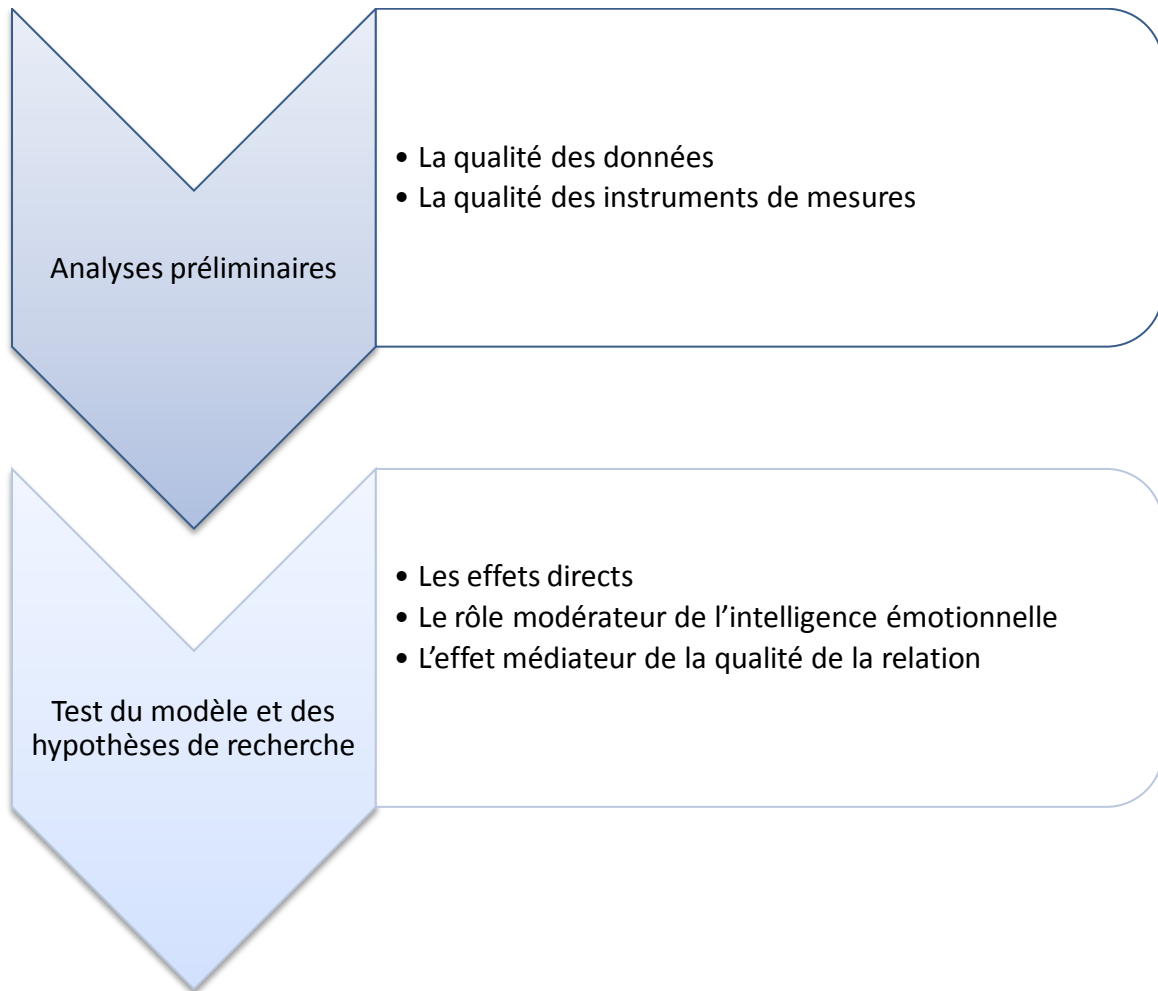 Analyses préliminaires
• La qualité des données
• La qualité des instruments de mesures
Test du modèle et des
hypothèses de recherche
• Les effets directs
• Le rôle modérateur de l’intelligence émotionnelle
• L’effet médiateur de la qualité de la relation